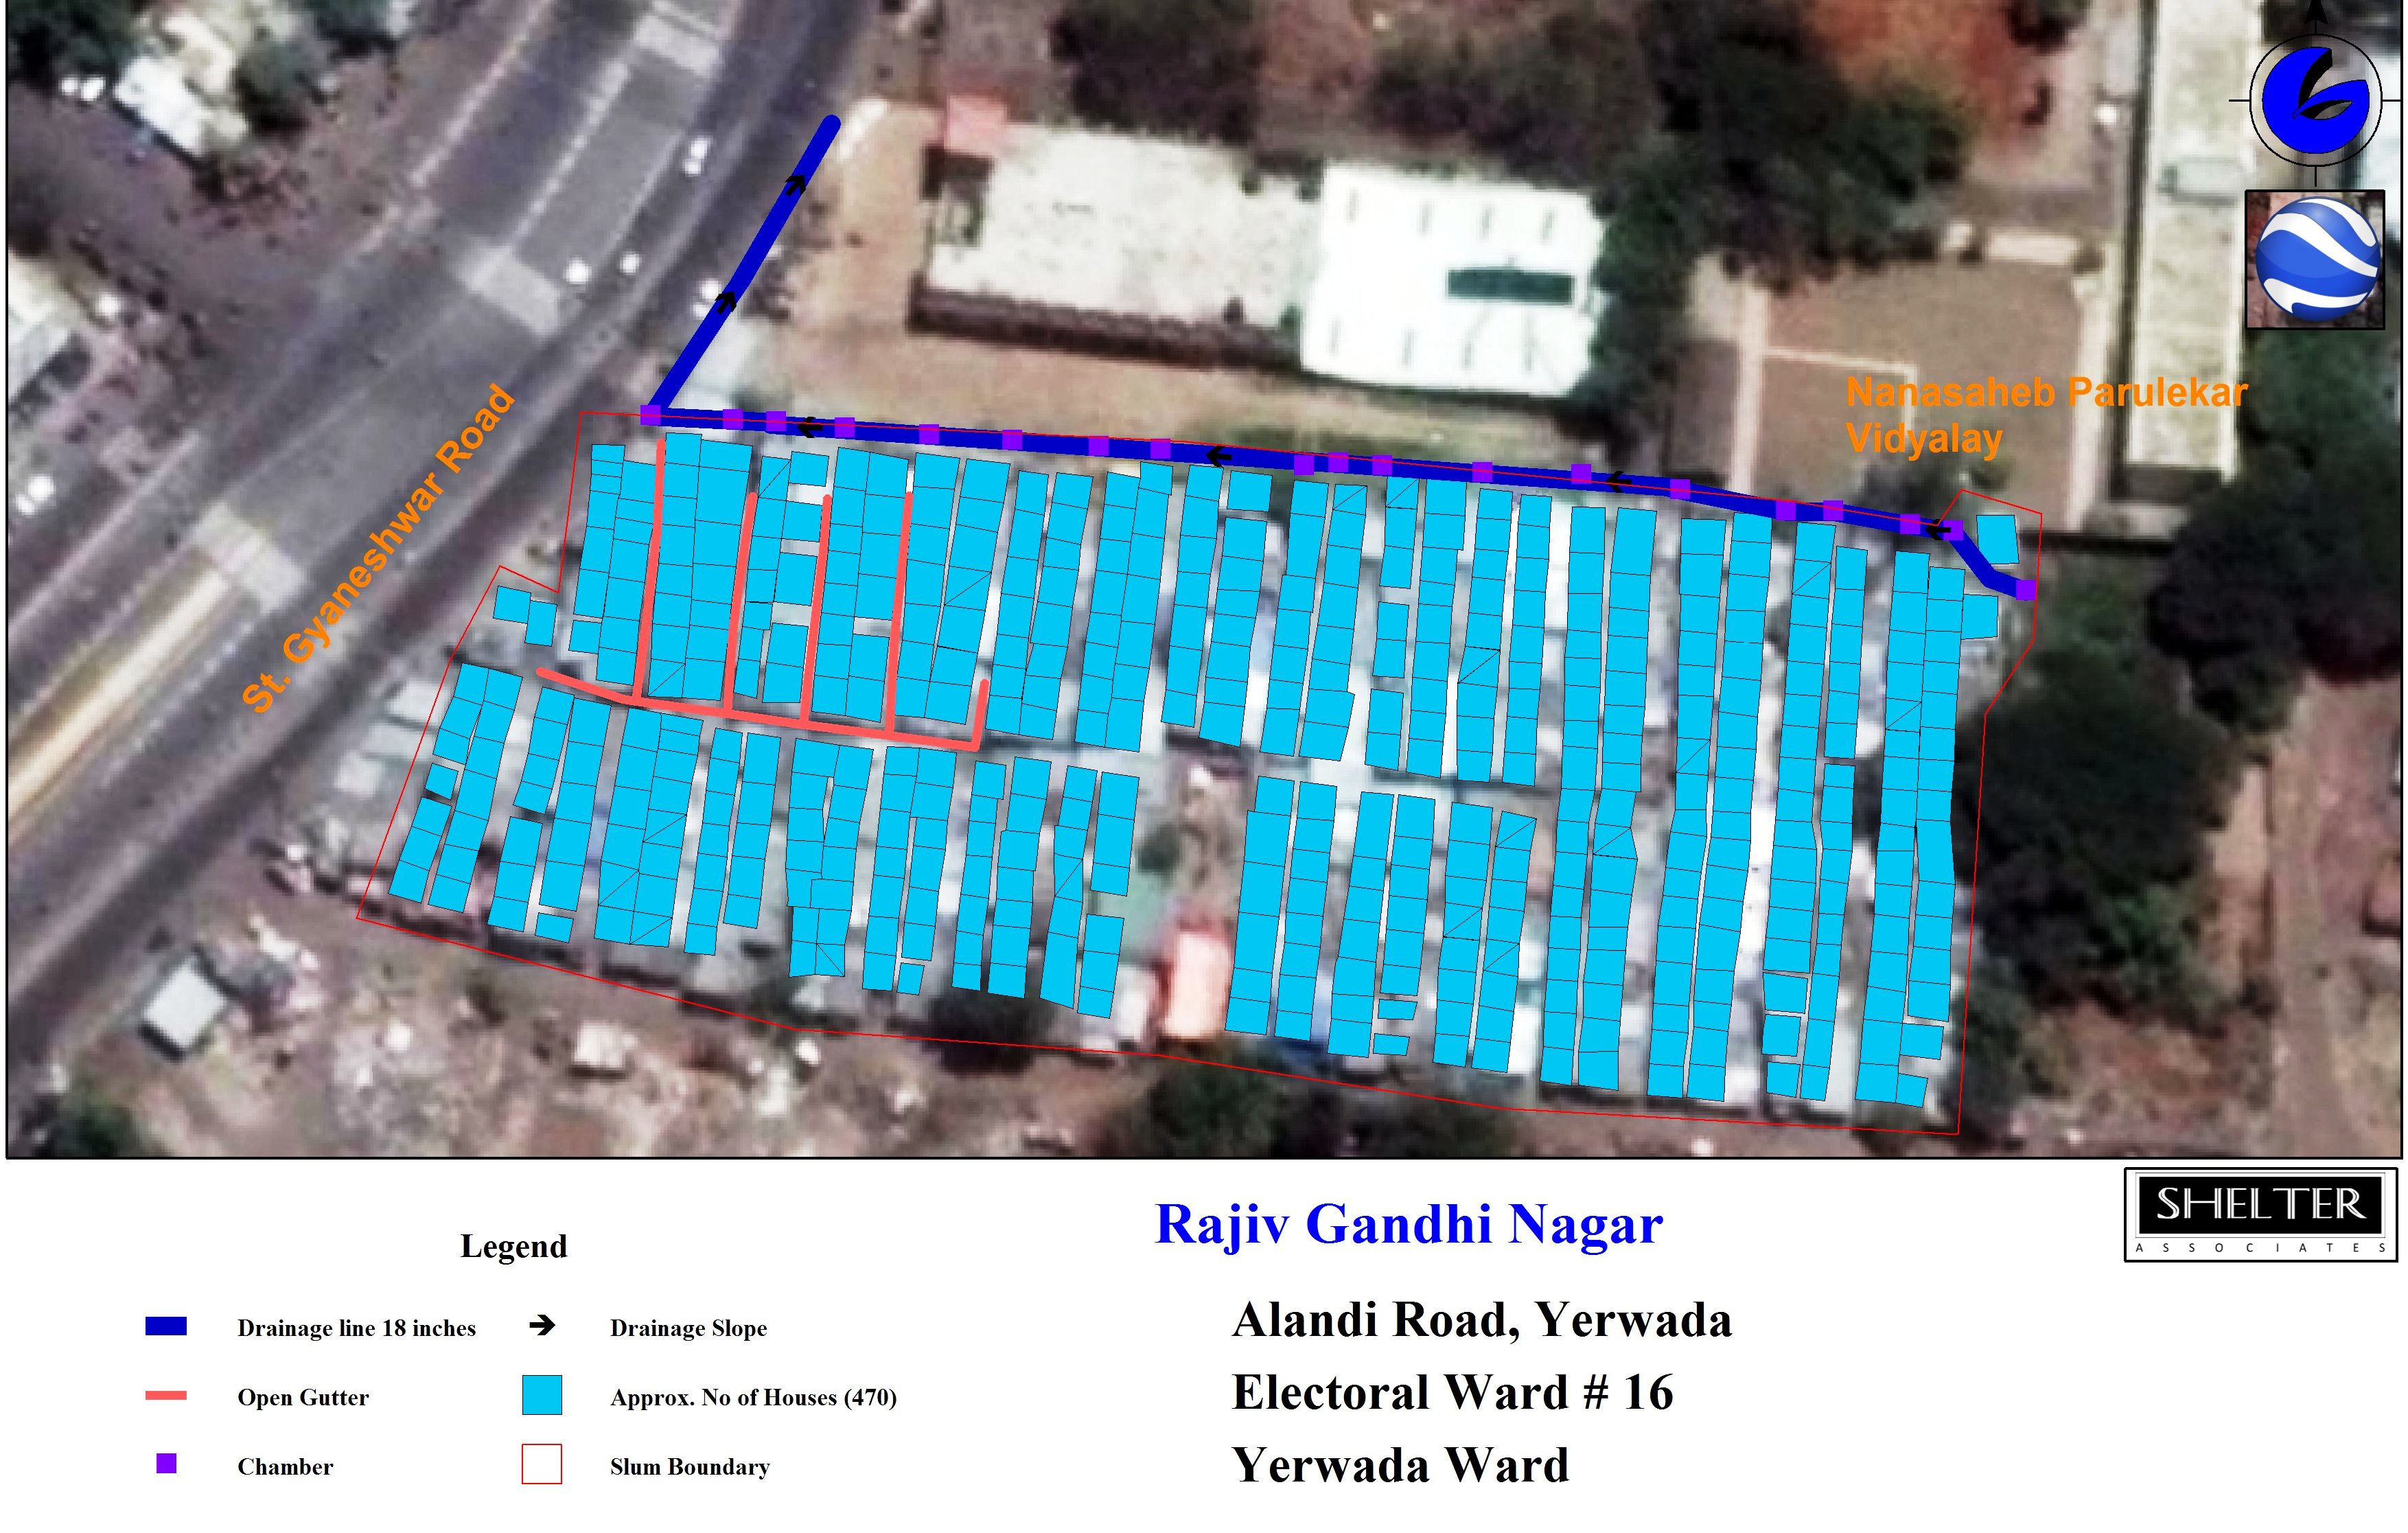 St. Gyaneshwar Road
Nanasaheb Parulekar
Vidyalay
Rajiv Gandhi Nagar
Alandi Road, Yerwada
Electoral Ward # 16
Yerwada Ward
SHELTER
ASSOCIATES
Legend
Drainage line 18 inches
Drainage Slope
Open Gutter
Approx. No of Houses (470)
Chamber
Slum Boundary